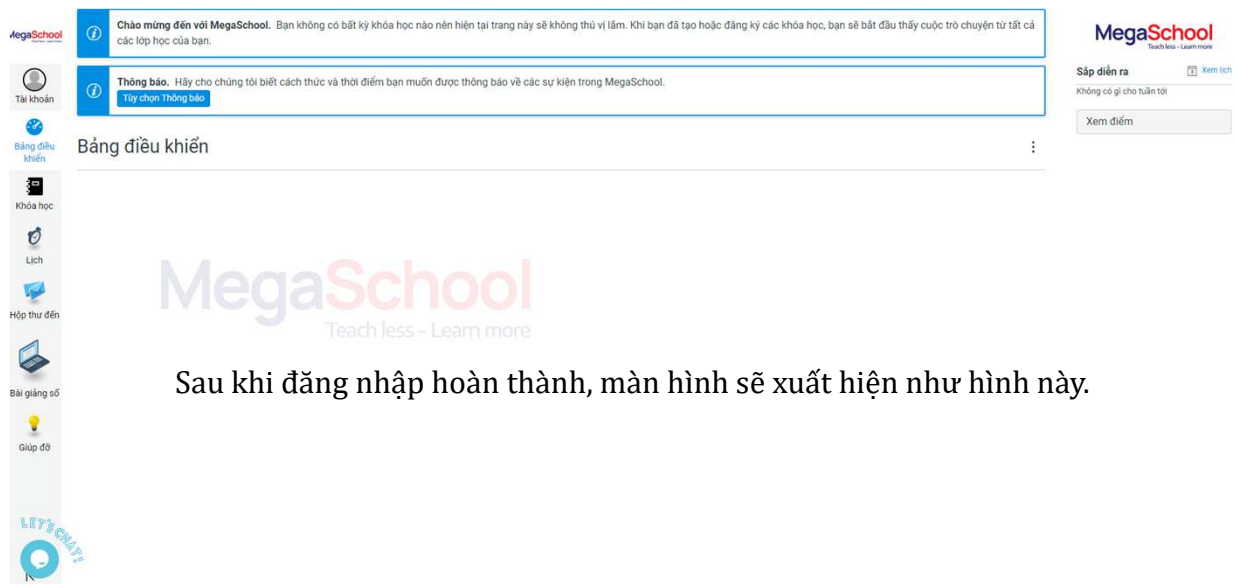 MegaSchool
Tài khoản
Bảng điều
khiển
Khóa học
Lịch
Hộp thư đến
Bài giảng số
Giúp đỡ
LET'S CHAT!
Chào mừng đến với MegaSchool. Bạn không có bất kỳ khóa học nào nên hiện tại trang này sẽ không thú vị lắm. Khi bạn đã tạo hoặc đăng ký các khóa học, bạn sẽ bắt đầu thấy cuộc trò chuyện từ tất cả
các lớp học của bạn.
Thông báo. Hãy cho chúng tôi biết cách thức và thời điểm bạn muốn được thông báo về các sự kiện trong MegaSchool.
Tùy chọn Thông báo
Bảng điều khiển
MegaSchool
Teach less - Learn more
Sau khi đăng nhập hoàn thành, màn hình sẽ xuất hiện như hình này.
MegaSchool
Teach less - Learn more
Sắp diễn ra
Xem lịch
Không có gì cho tuần tới
Xem điểm